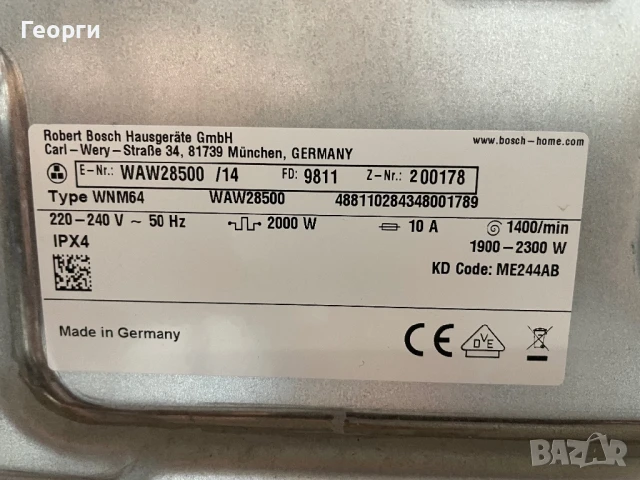 Георги
Robert Bosch Hausgeräte GmbH
Carl-Wery-Straße 34, 81739 München, GERMANY
www.bosch-home.com
E-Nr.: WAW28500 /14 FD: 9811 Z-Nr.: 200178
Type WNM64 WAW28500 488110284348001789
220-240 V ~ 50 Hz 2000 W 10 A 1400/min
IPX4 1900-2300 W
KD Code: ME244AB
Made in Germany
CE DVE
BAZAR